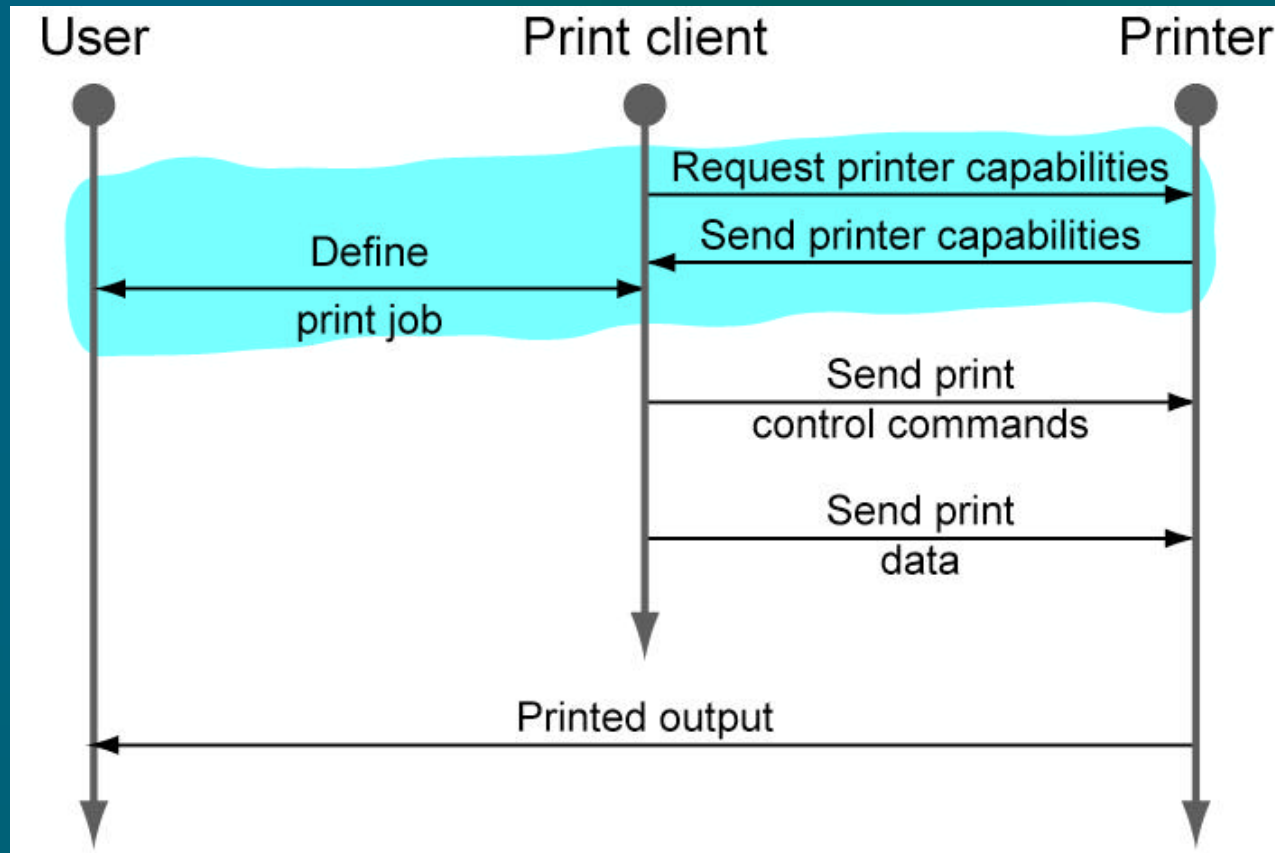 User
Print client
Printer
Request printer capabilities
Send printer capabilities
Define
print job
Send print
control commands
Send print
data
Printed output